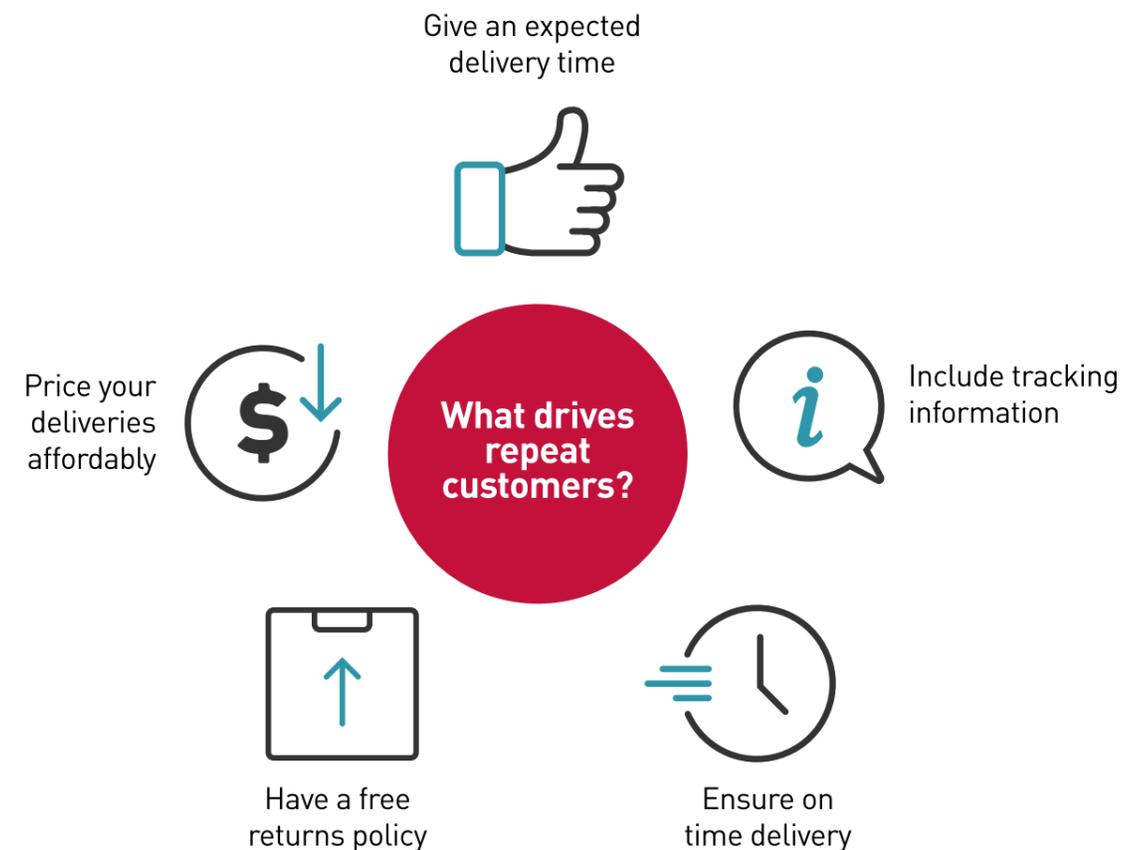 Give an expected
delivery time
Price your
deliveries
affordably
$
What drives
repeat
customers?
i
Include tracking
information
Have a free
returns policy
Ensure on
time delivery